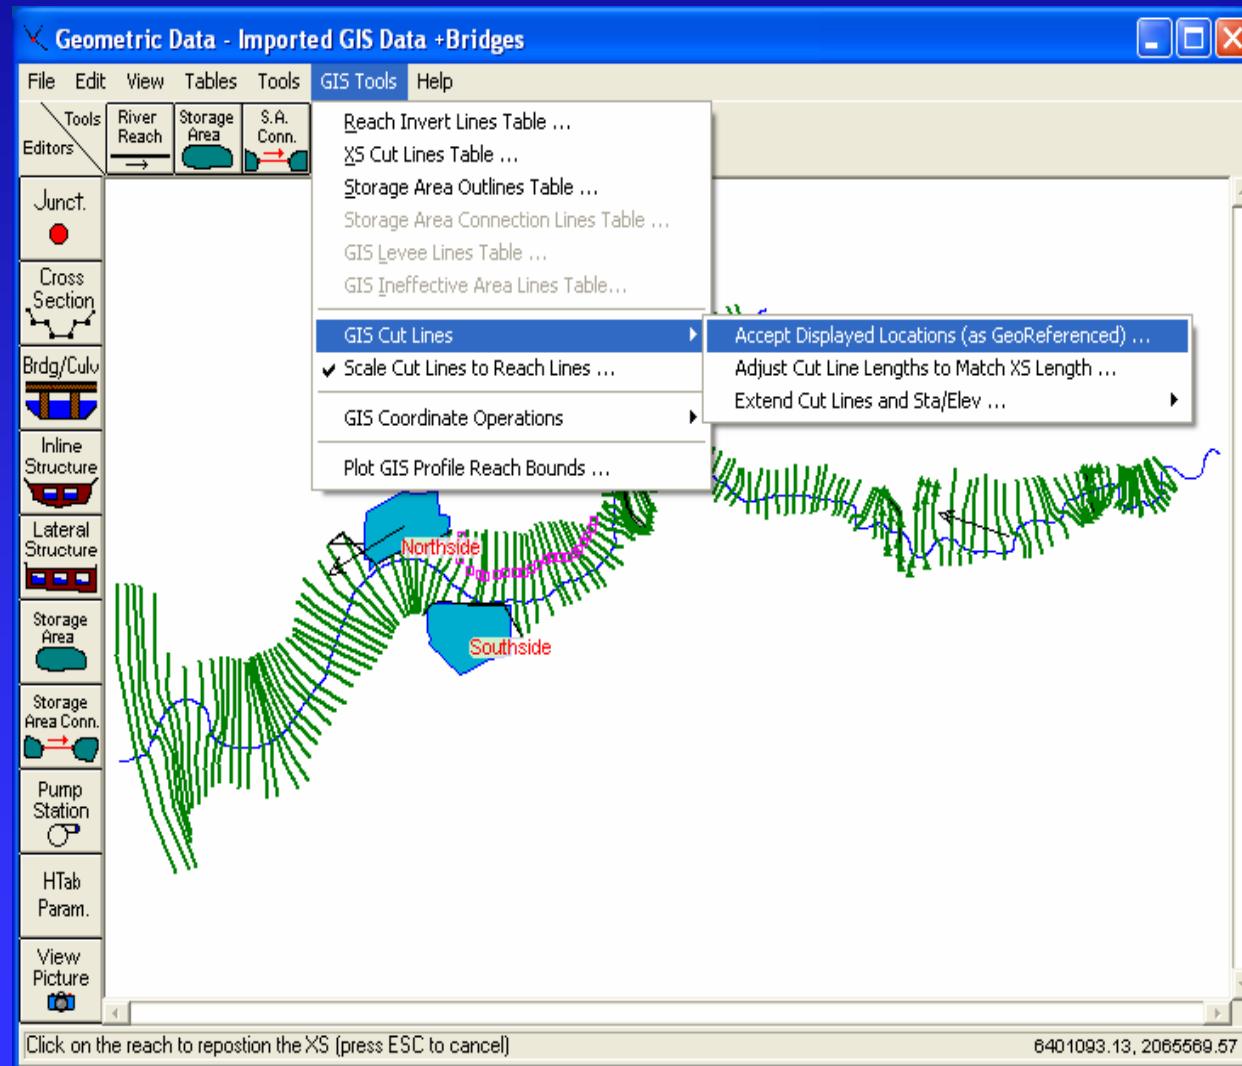 Geometric Data - Imported GIS Data +Bridges
File Edit View Tables Tools GIS Tools Help
Tools
Editors
River
Reach
Storage
Area
S.A.
Conn.
Reach Invert Lines Table ...
XS Cut Lines Table ...
Storage Area Outlines Table ...
Storage Area Connection Lines Table ...
GIS Levee Lines Table ...
GIS Ineffective Area Lines Table...
GIS Cut Lines
Scale Cut Lines to Reach Lines ...
GIS Coordinate Operations
Plot GIS Profile Reach Bounds ...
Accept Displayed Locations (as GeoReferenced) ...
Adjust Cut Line Lengths to Match XS Length ...
Extend Cut Lines and Sta/Elev ...
Junct.
Cross
Section
Brdg/Culv
Inline
Structure
Lateral
Structure
Storage
Area
Storage
Area Conn.
Pump
Station
HTab
Param.
View
Picture
Northside
Southside
Click on the reach to repostion the XS (press ESC to cancel)
6401093.13, 2065569.57